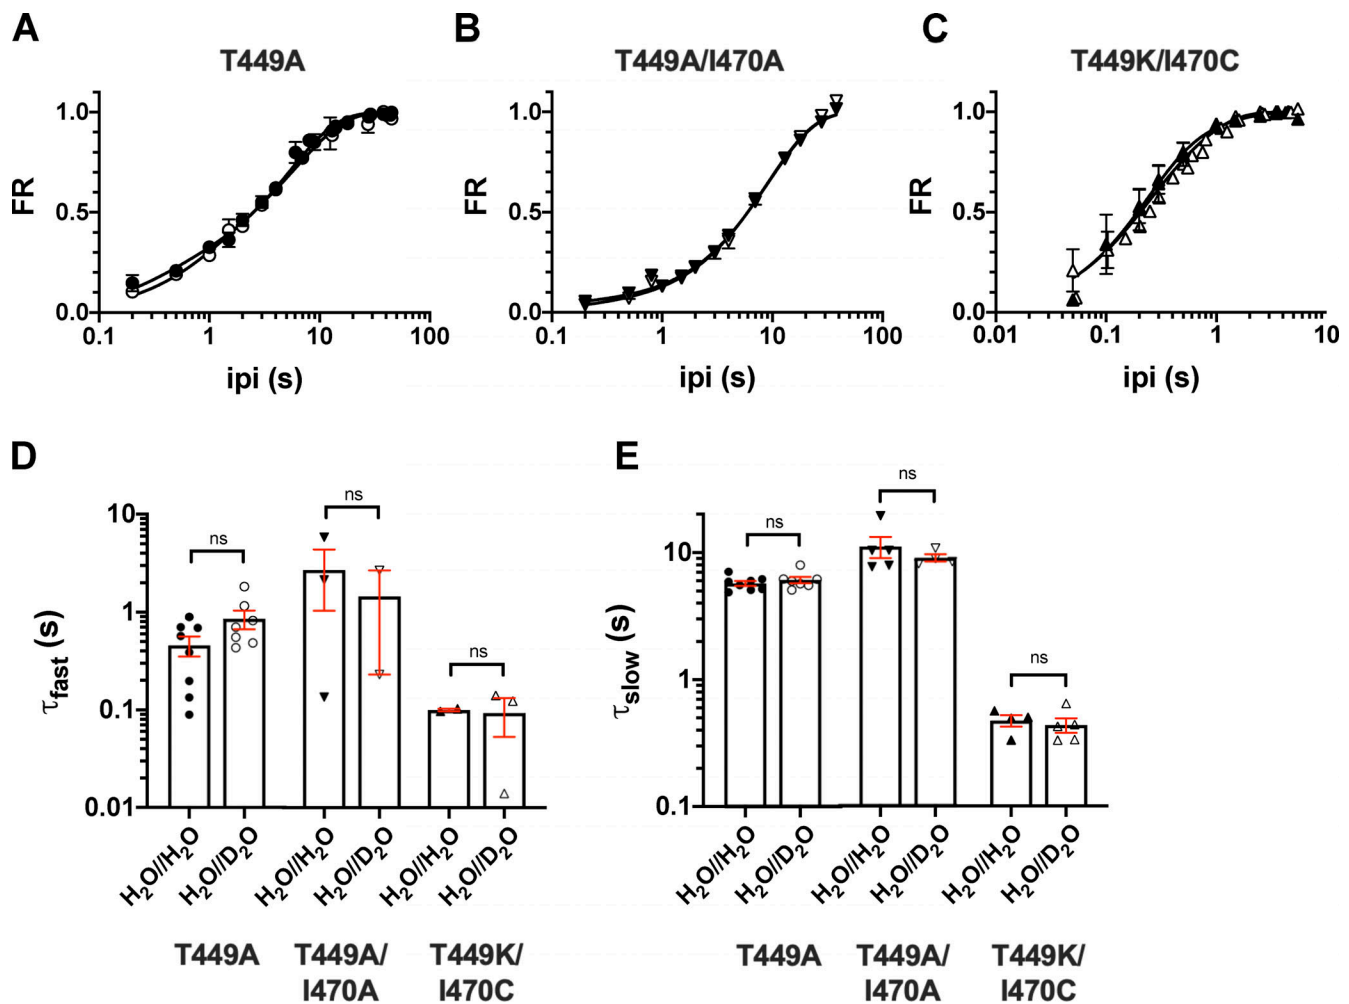 A
T449A
B
T449A/I470A
C
T449K/I470C
FR
1.0
0.5
0.0
0.1
1
10
100
ipi (s)
FR
1.0
0.5
0.0
0.1
1
10
100
ipi (s)
FR
1.0
0.5
0.0
0.01
0.1
1
10
ipi (s)
D
τfast (s)
10
1
0.1
0.01
ns
ns
ns
H2O//H2O
H2O//D2O
H2O//H2O
H2O//D2O
H2O//H2O
H2O//D2O
T449A
T449A/
I470A
T449K/
I470C
E
τslow (s)
10
1
0.1
ns
ns
ns
H2O//H2O
H2O//D2O
H2O//H2O
H2O//D2O
H2O//H2O
H2O//D2O
T449A
T449A/
I470A
T449K/
I470C